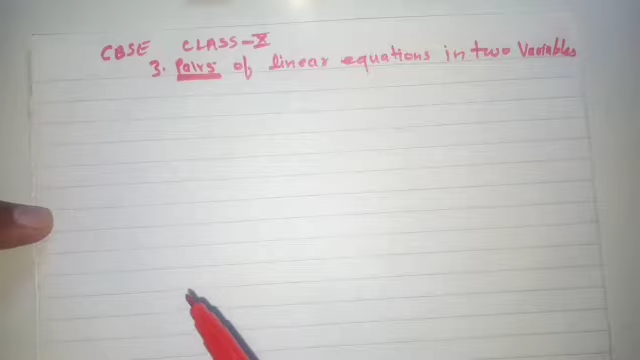 CBSE CLASS-X
3. Pairs of linear equations in two Variables